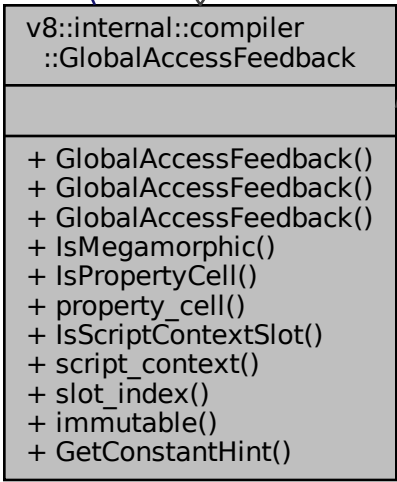 v8::internal::compiler
::GlobalAccessFeedback
+ GlobalAccessFeedback()
+ GlobalAccessFeedback()
+ GlobalAccessFeedback()
+ IsMegamorphic()
+ IsPropertyCell()
+ property_cell()
+ IsScriptContextSlot()
+ script_context()
+ slot_index()
+ immutable()
+ GetConstantHint()